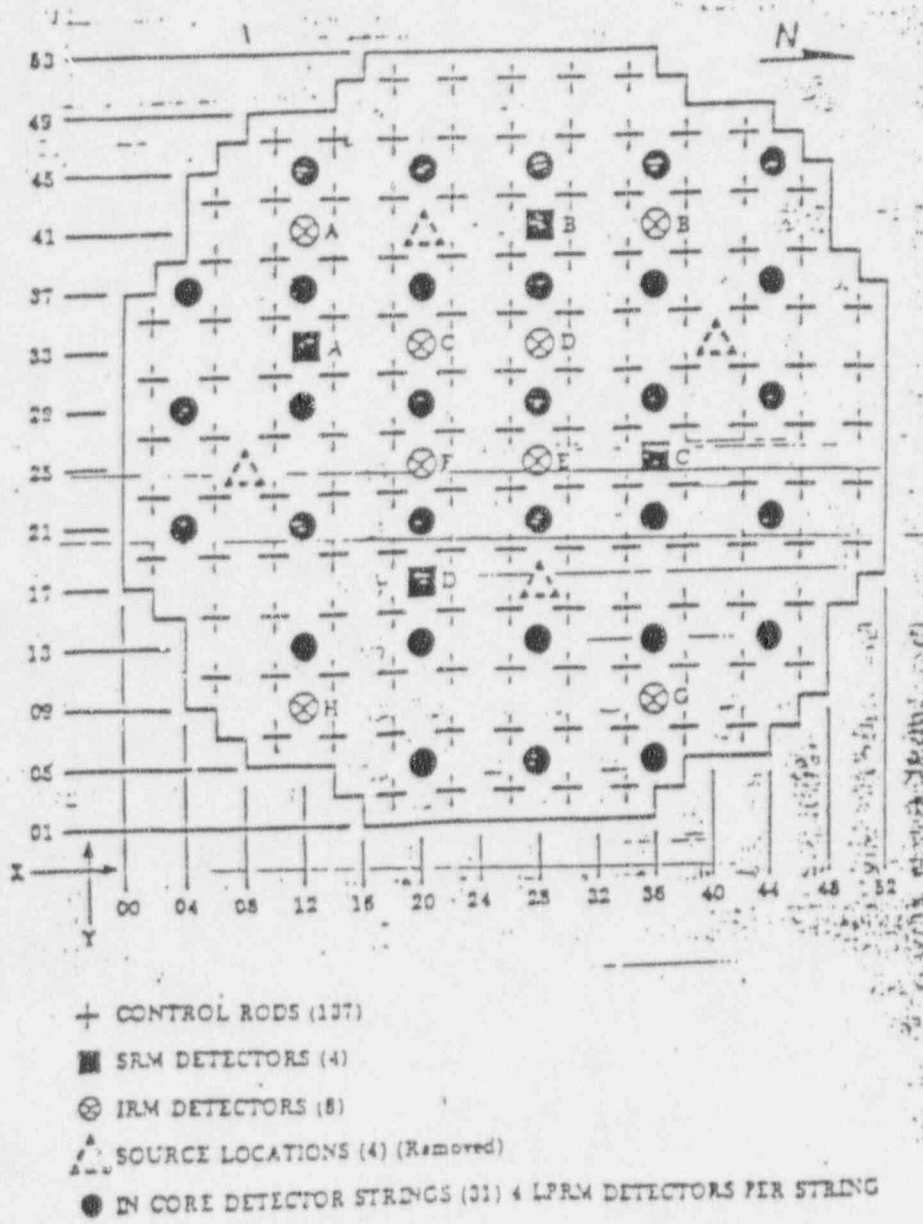 N
53
49
45
41 A B B
37
33 A C D
29
25 F E C
21
17 D
13
09 H G
05
01
X
00 04 08 12 16 20 24 28 32 36 40 44 48 52
Y
CONTROL RODS (137)
SRM DETECTORS (4)
IRM DETECTORS (8)
SOURCE LOCATIONS (4) (Removed)
IN CORE DETECTOR STRINGS (31) 4 LPRM DETECTORS PER STRING